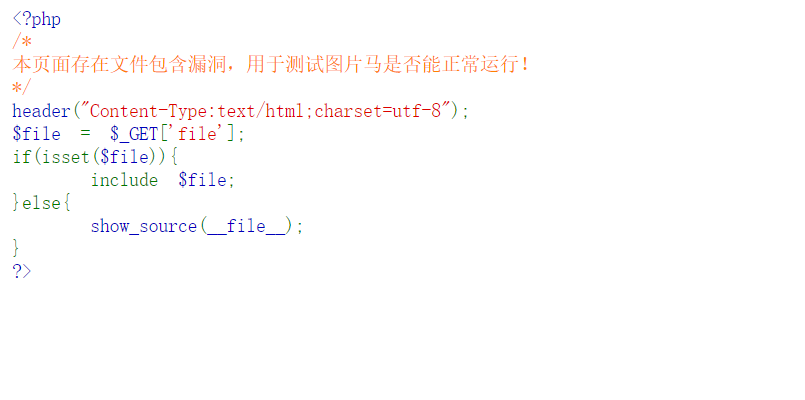 <?php
/*
本页面存在文件包含漏洞，用于测试图片马是否能正常运行！
*/
header("Content-Type:text/html;charset=utf-8");
$file  =  $_GET['file'];
if(isset($file)){
        include  $file;
}else{
        show_source(__file__);
}
?>